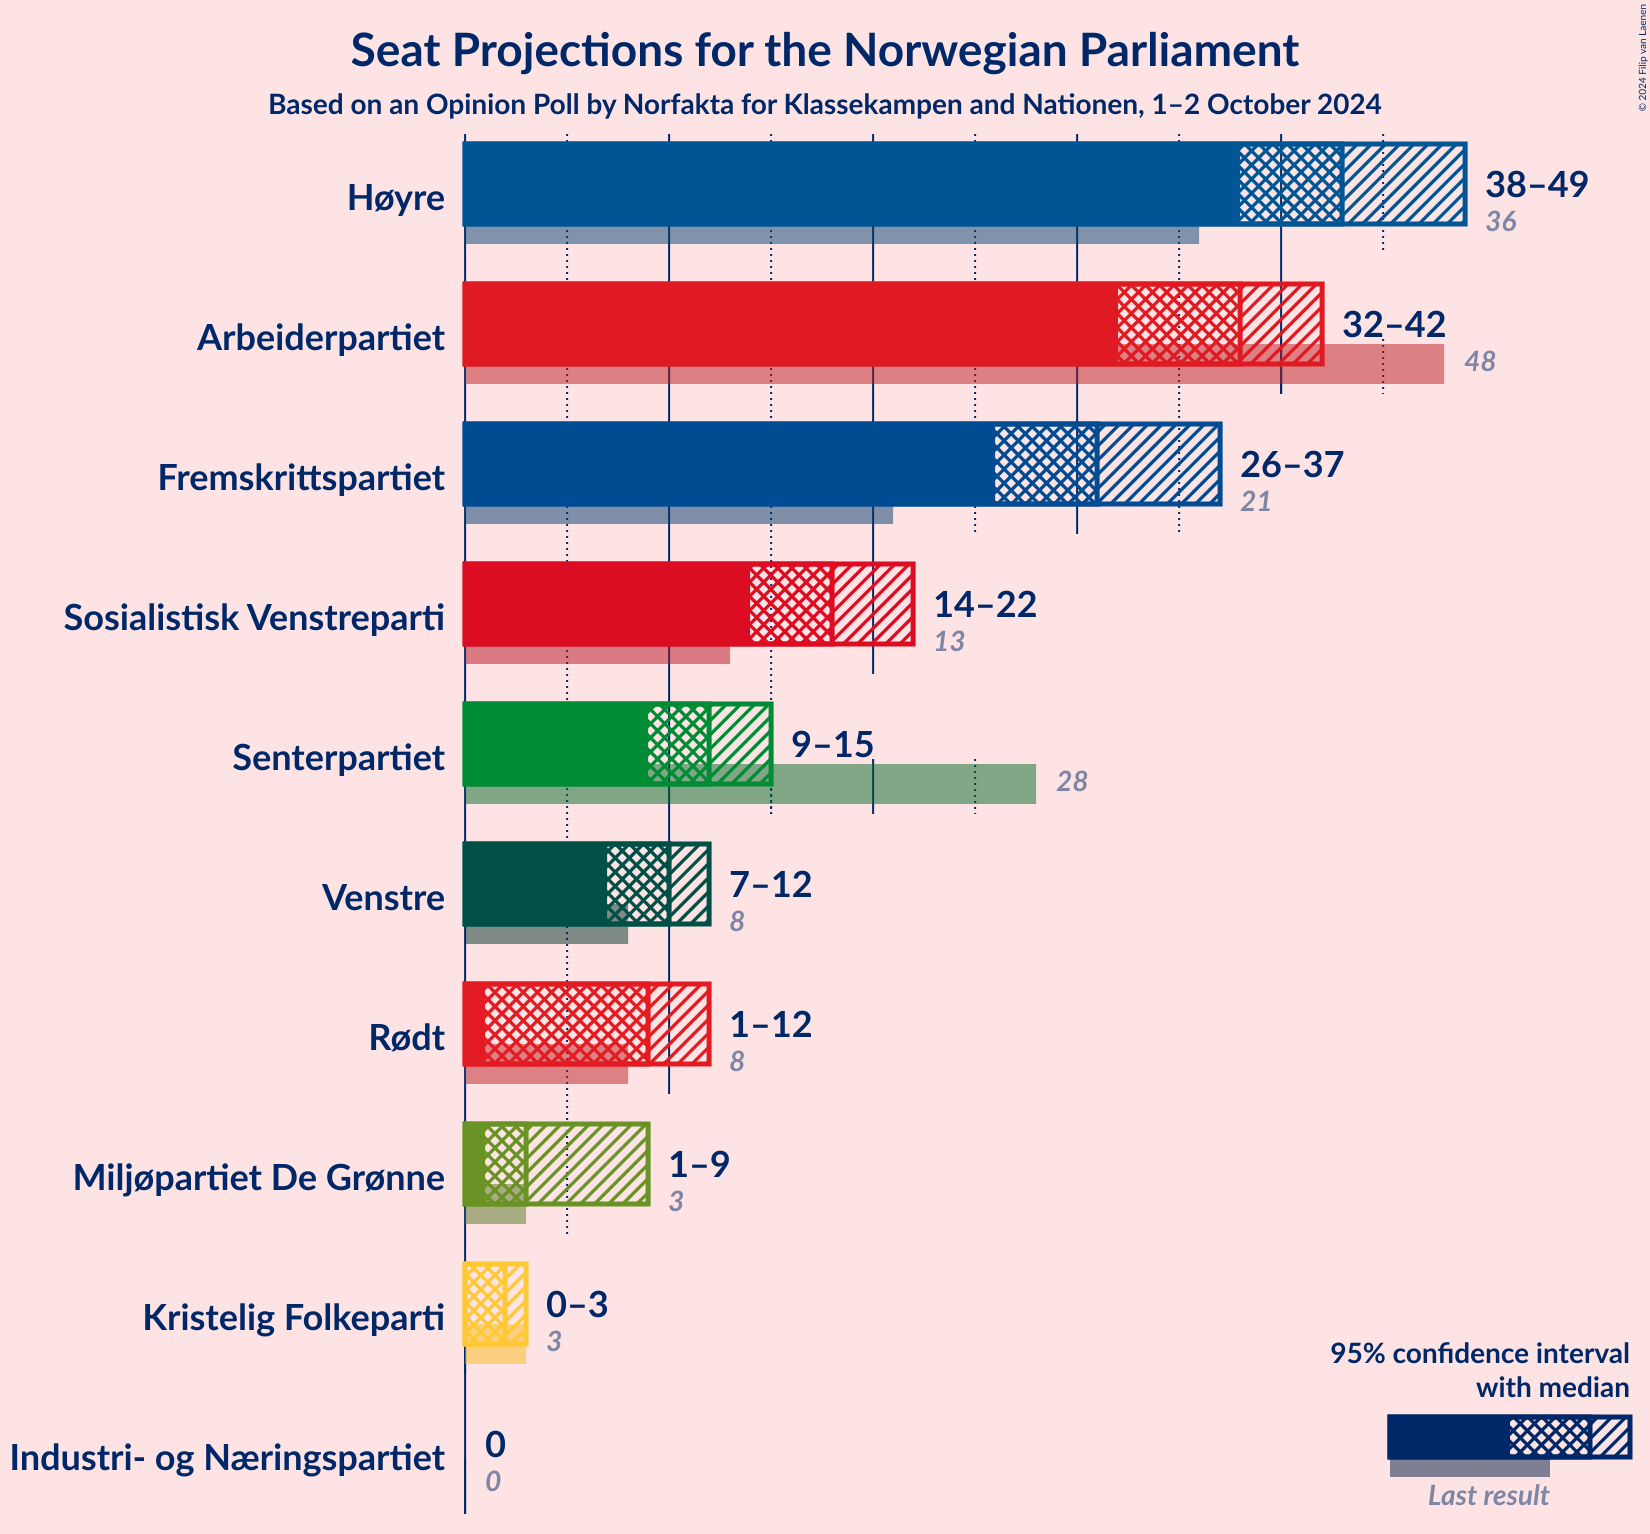 Seat Projections for the Norwegian Parliament
Based on an Opinion Poll by Norfakta for Klassekampen and Nationen, 1–2 October 2024
© 2024 Filip van Laenen
Høyre
38–49
36
Arbeiderpartiet
32–42
48
Fremskrittspartiet
26–37
21
Sosialistisk Venstreparti
14–22
13
Senterpartiet
9–15
28
Venstre
7–12
8
Rødt
1–12
8
Miljøpartiet De Grønne
1–9
3
Kristelig Folkeparti
0–3
3
Industri- og Næringspartiet
0
0
95% confidence interval
with median
Last result